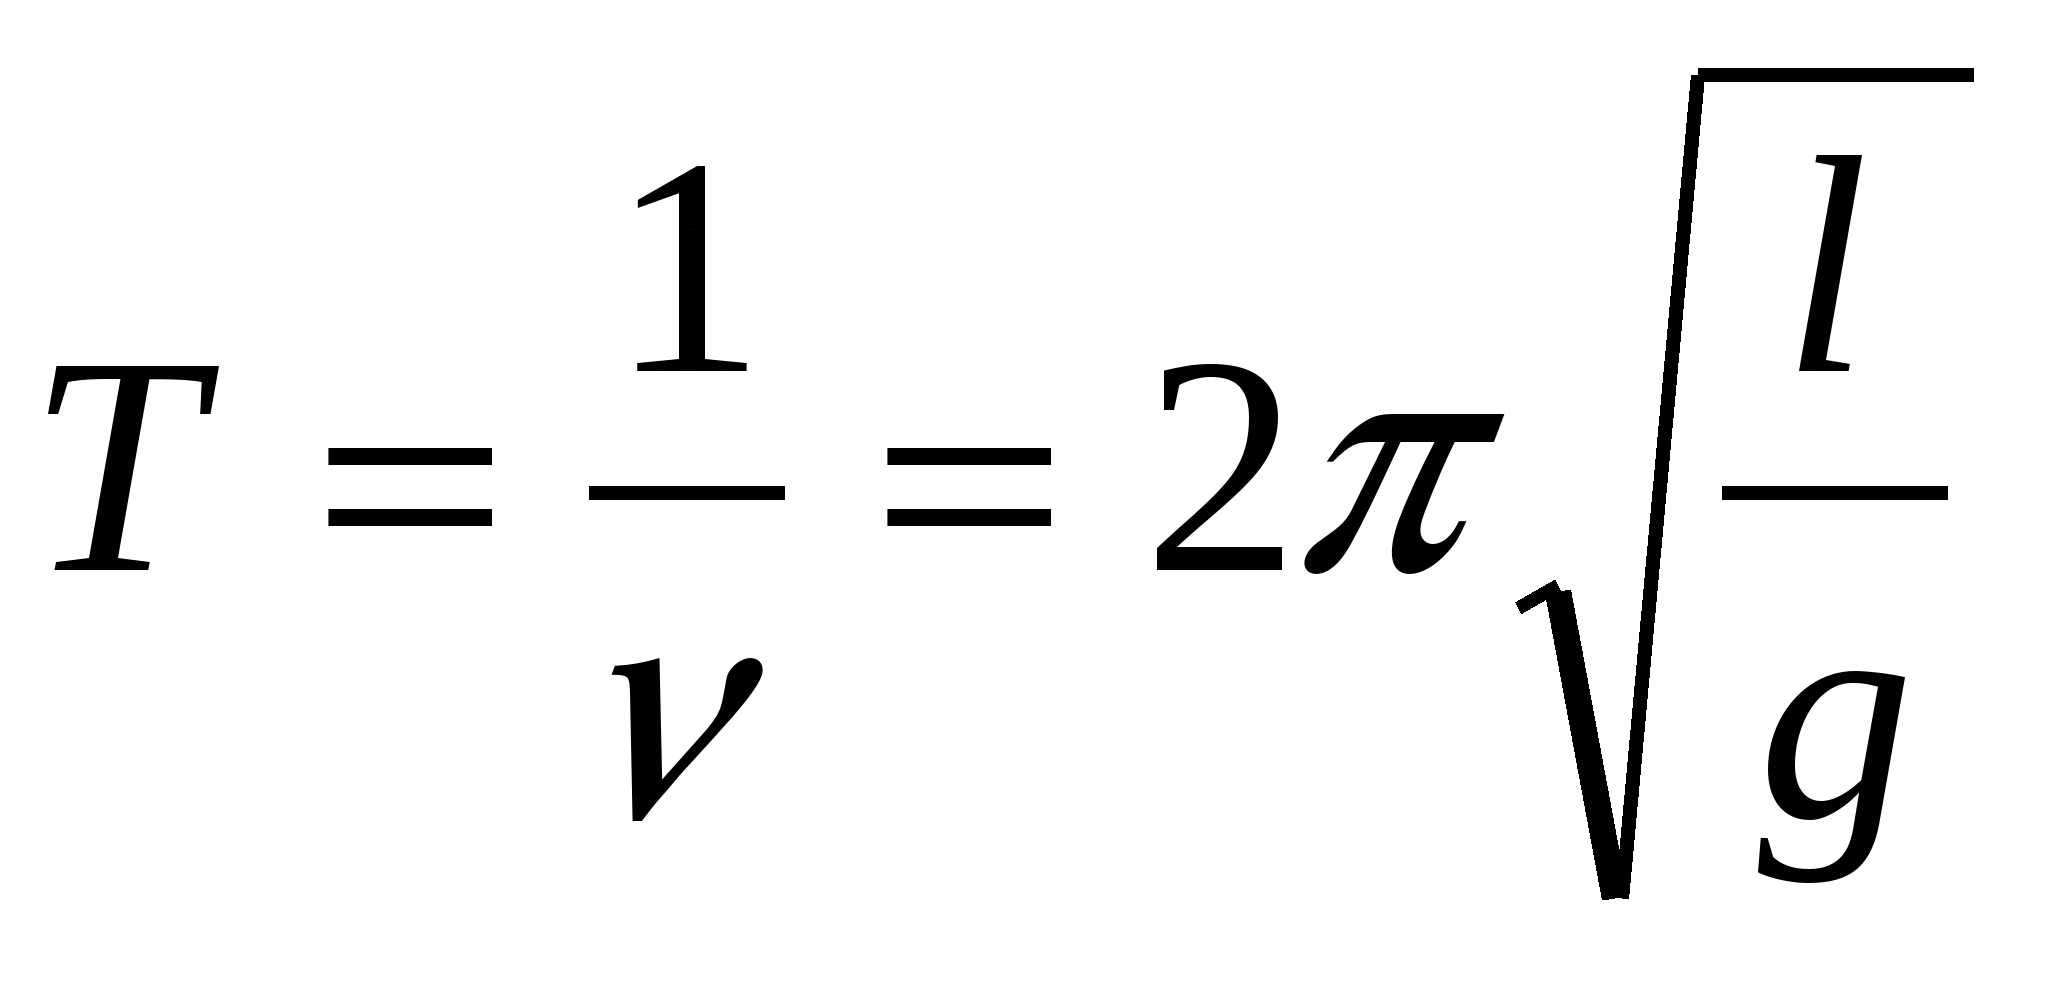 T = 1/ν = 2π√(l/g)